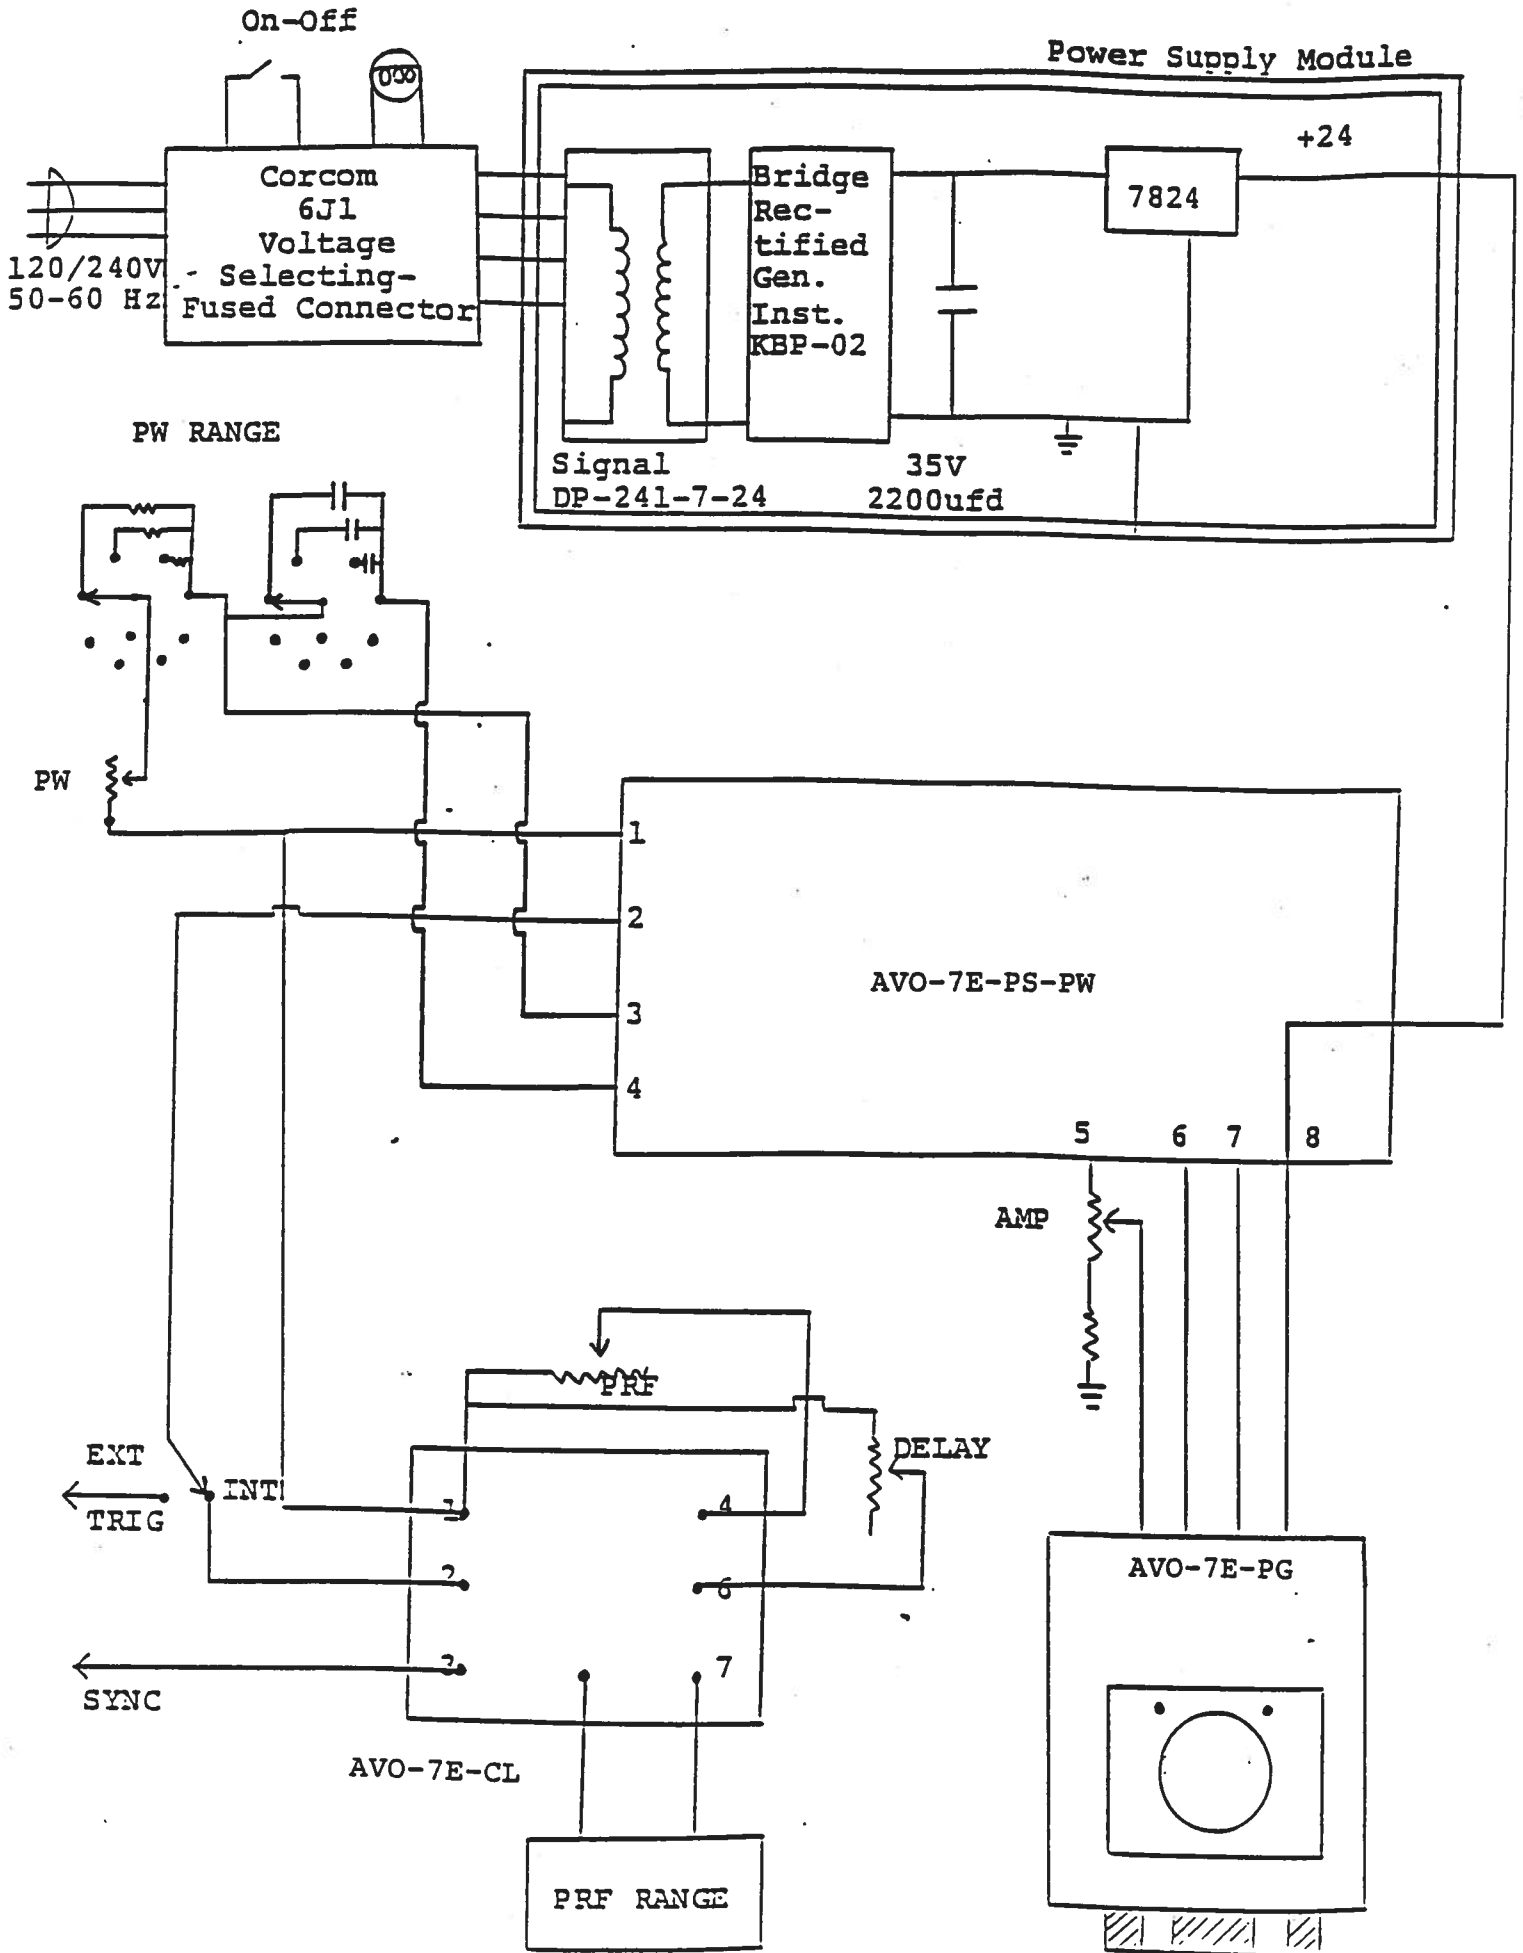 On-Off
Power Supply Module
+24
Corcom
6J1
Voltage
Selecting-
Fused Connector
120/240V
50-60 Hz
Bridge
Rec-
tified
Gen.
Inst.
KBP-02
7824
Signal
DP-241-7-24
35V
2200ufd
PW RANGE
PW
1
2
3
4
AVO-7E-PS-PW
5
6
7
8
AMP
PRF
DELAY
EXT
TRIG
INT
1
4
2
6
3
7
SYNC
AVO-7E-CL
PRF RANGE
AVO-7E-PG